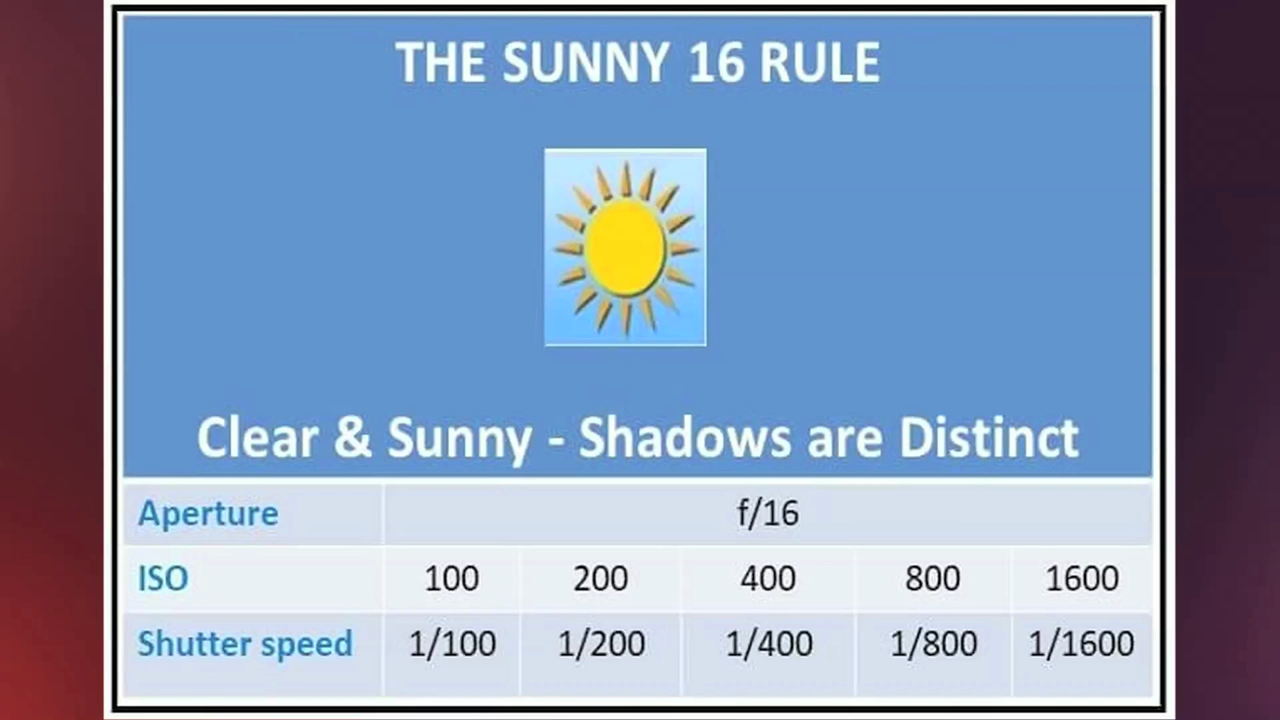 THE SUNNY 16 RULE
Clear & Sunny - Shadows are Distinct
Aperture f/16
ISO 100 200 400 800 1600
Shutter speed 1/100 1/200 1/400 1/800 1/1600